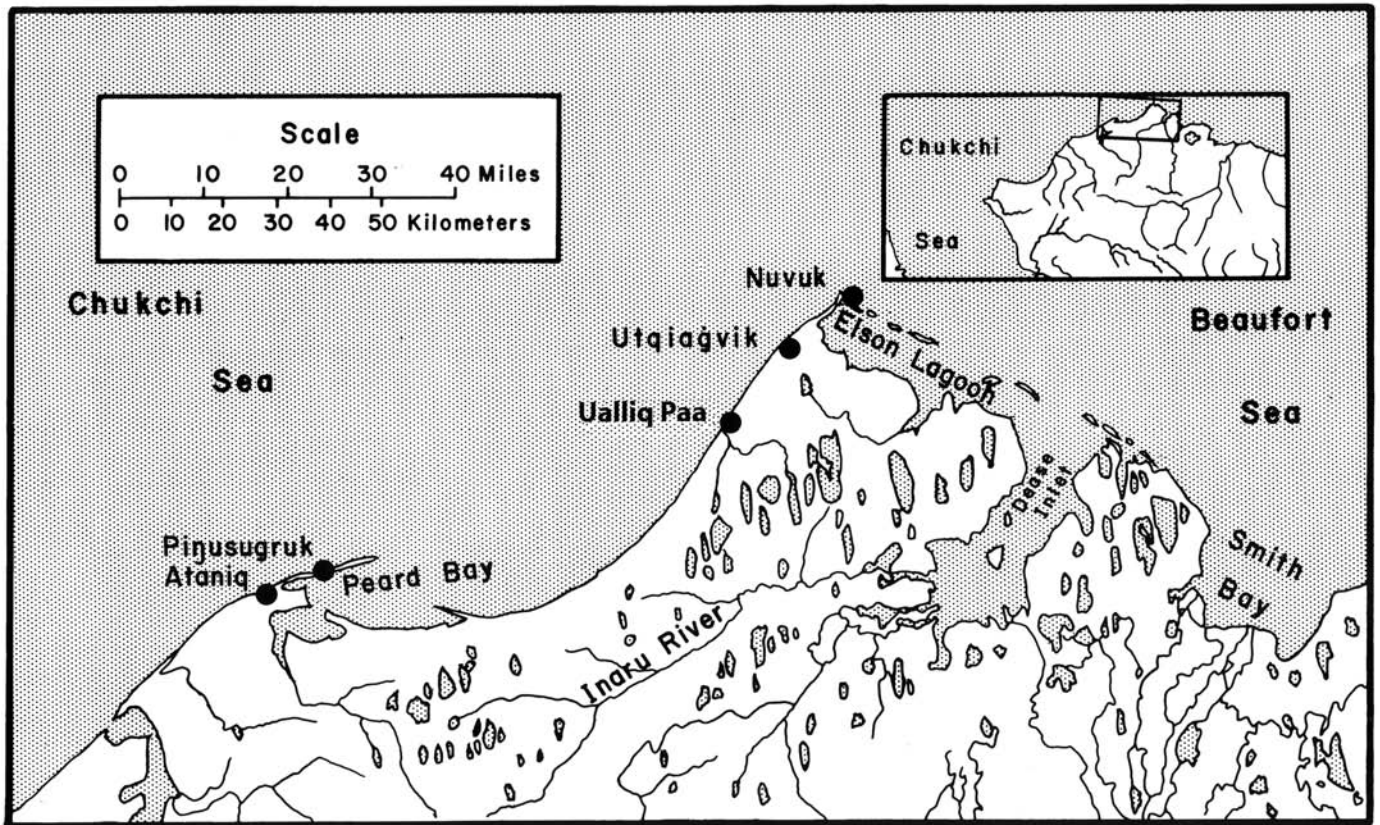 Scale
0 10 20 30 40 Miles
0 10 20 30 40 50 Kilometers
Chukchi
Sea
Chukchi
Sea
Nuvuk
Utqiaġvik
Ualliq Paa
Elson Lagoon
Beaufort
Sea
Dease
Inlet
Smith
Bay
Piŋusugruk
Ataniq
Peard Bay
Inaru River